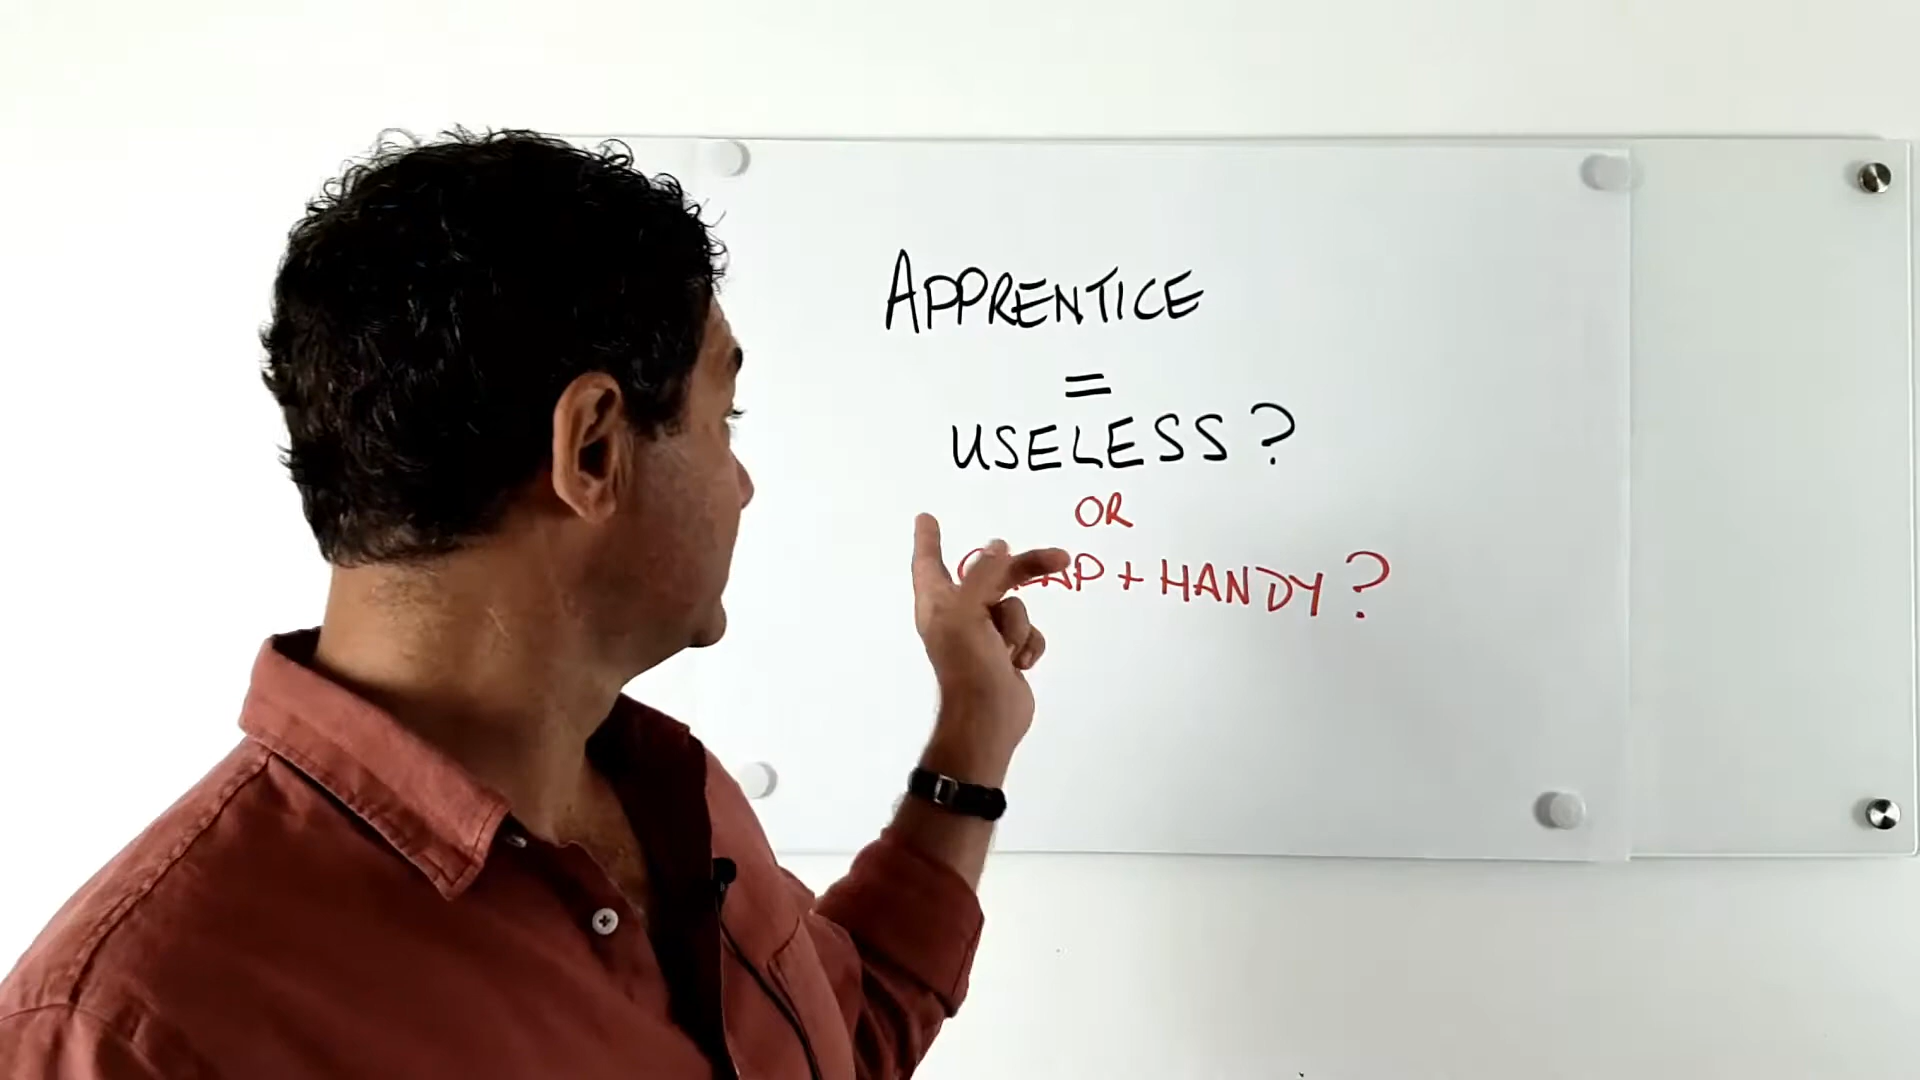 APPRENTICE
=
USELESS?
OR
+ HANDY?